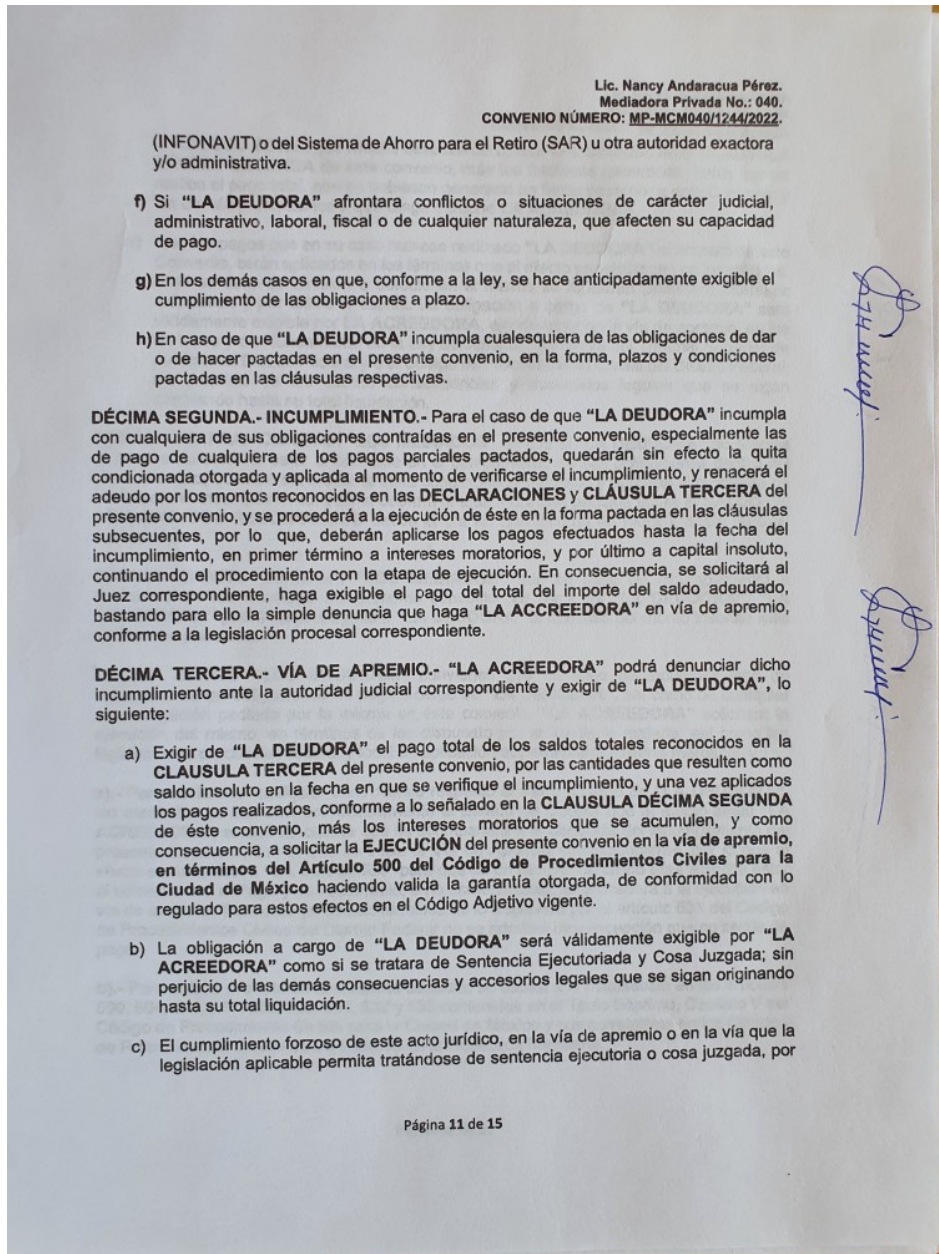 Lic. Nancy Andaracua Pérez.
Mediadora Privada No.: 040.
CONVENIO NÚMERO: MP-MCM040/1244/2022.
(INFONAVIT) o del Sistema de Ahorro para el Retiro (SAR) u otra autoridad exactora
y/o administrativa.
f) Si “LA DEUDORA” afrontara conflictos o situaciones de carácter judicial,
administrativo, laboral, fiscal o de cualquier naturaleza, que afecten su capacidad
de pago.
g) En los demás casos en que, conforme a la ley, se hace anticipadamente exigible el
cumplimiento de las obligaciones a plazo.
h) En caso de que “LA DEUDORA” incumpla cualesquiera de las obligaciones de dar
o de hacer pactadas en el presente convenio, en la forma, plazos y condiciones
pactadas en las cláusulas respectivas.
DÉCIMA SEGUNDA.- INCUMPLIMIENTO.- Para el caso de que “LA DEUDORA” incumpla
con cualquiera de sus obligaciones contraídas en el presente convenio, especialmente las
de pago de cualquiera de los pagos parciales pactados, quedarán sin efecto la quita
condicionada otorgada y aplicada al momento de verificarse el incumplimiento, y renacerá el
adeudo por los montos reconocidos en las DECLARACIONES y CLÁUSULA TERCERA del
presente convenio, y se procederá a la ejecución de éste en la forma pactada en las cláusulas
subsecuentes, por lo que, deberán aplicarse los pagos efectuados hasta la fecha del
incumplimiento, en primer término a intereses moratorios, y por último a capital insoluto,
continuando el procedimiento con la etapa de ejecución. En consecuencia, se solicitará al
Juez correspondiente, haga exigible el pago del total del importe del saldo adeudado,
bastando para ello la simple denuncia que haga “LA ACCREEDORA” en vía de apremio,
conforme a la legislación procesal correspondiente.
DÉCIMA TERCERA.- VÍA DE APREMIO.- “LA ACREEDORA” podrá denunciar dicho
incumplimiento ante la autoridad judicial correspondiente y exigir de “LA DEUDORA”, lo
siguiente:
a) Exigir de “LA DEUDORA” el pago total de los saldos totales reconocidos en la
CLAUSULA TERCERA del presente convenio, por las cantidades que resulten como
saldo insoluto en la fecha en que se verifique el incumplimiento, y una vez aplicados
los pagos realizados, conforme a lo señalado en la CLAUSULA DÉCIMA SEGUNDA
de éste convenio, más los intereses moratorios que se acumulen, y como
consecuencia, a solicitar la EJECUCIÓN del presente convenio en la vía de apremio,
en términos del Artículo 500 del Código de Procedimientos Civiles para la
Ciudad de México haciendo valida la garantía otorgada, de conformidad con lo
regulado para estos efectos en el Código Adjetivo vigente.
b) La obligación a cargo de “LA DEUDORA” será válidamente exigible por “LA
ACREEDORA” como si se tratara de Sentencia Ejecutoriada y Cosa Juzgada; sin
perjuicio de las demás consecuencias y accesorios legales que se sigan originando
hasta su total liquidación.
c) El cumplimiento forzoso de este acto jurídico, en la vía de apremio o en la vía que la
legislación aplicable permita tratándose de sentencia ejecutoria o cosa juzgada, por
Página 11 de 15